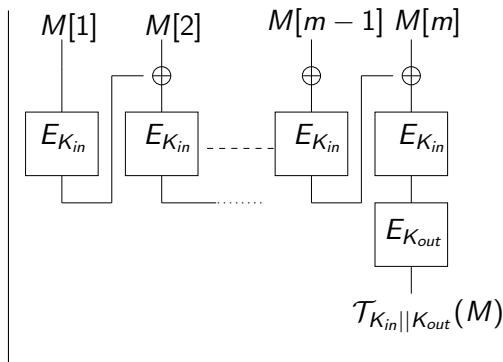 M[1] M[2] M[m − 1] M[m]
E_{K_{in}} E_{K_{in}} E_{K_{in}} E_{K_{in}}
E_{K_{out}}
𝒯_{K_{in}||K_{out}}(M)